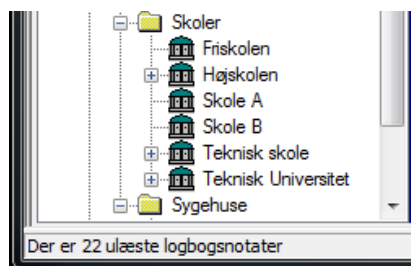 Skoler
Friskolen
Højskolen
Skole A
Skole B
Teknisk skole
Teknisk Universitet
Sygehuse
Der er 22 ulæste logbogsnotater